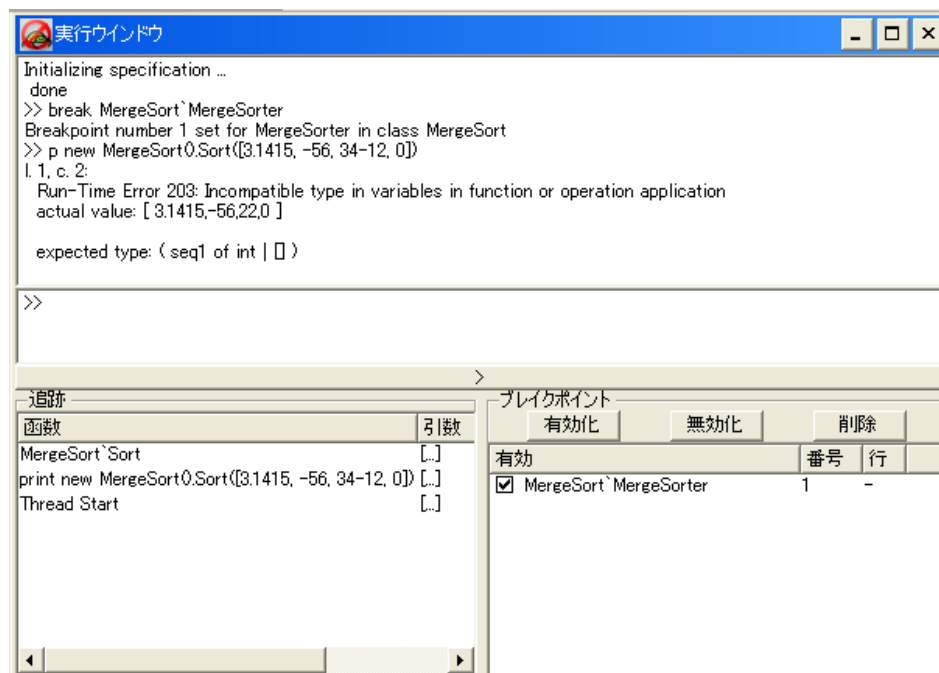 実行ウインドウ
Initializing specification ...
done
>> break MergeSort`MergeSorter
Breakpoint number 1 set for MergeSorter in class MergeSort
>> p new MergeSort().Sort([3.1415, -56, 34-12, 0])
l. 1, c. 2:
Run-Time Error 203: Incompatible type in variables in function or operation application
actual value: [ 3.1415,-56,22,0 ]
expected type: ( seq1 of int | [] )
>>
>
追跡
函数 引数
MergeSort`Sort [...]
print new MergeSort().Sort([3.1415, -56, 34-12, 0]) [...]
Thread Start [...]
ブレイクポイント
有効化 無効化 削除
有効 番号 行
MergeSort`MergeSorter 1 -